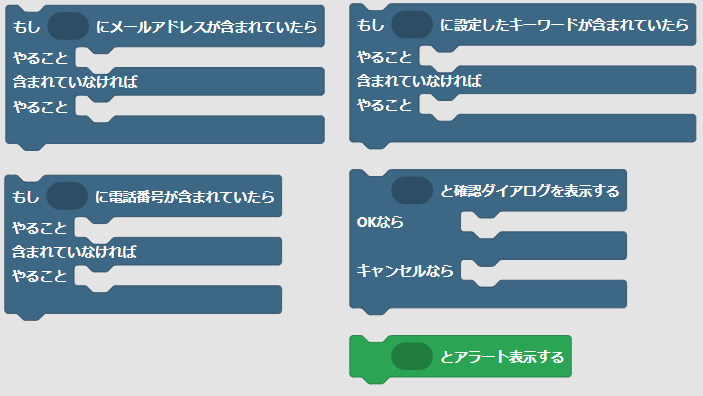 もし にメールアドレスが含まれていたら
やること
含まれていなければ
やること
もし に設定したキーワードが含まれていたら
やること
含まれていなければ
やること
もし に電話番号が含まれていたら
やること
含まれていなければ
やること
と確認ダイアログを表示する
OKなら
キャンセルなら
とアラート表示する